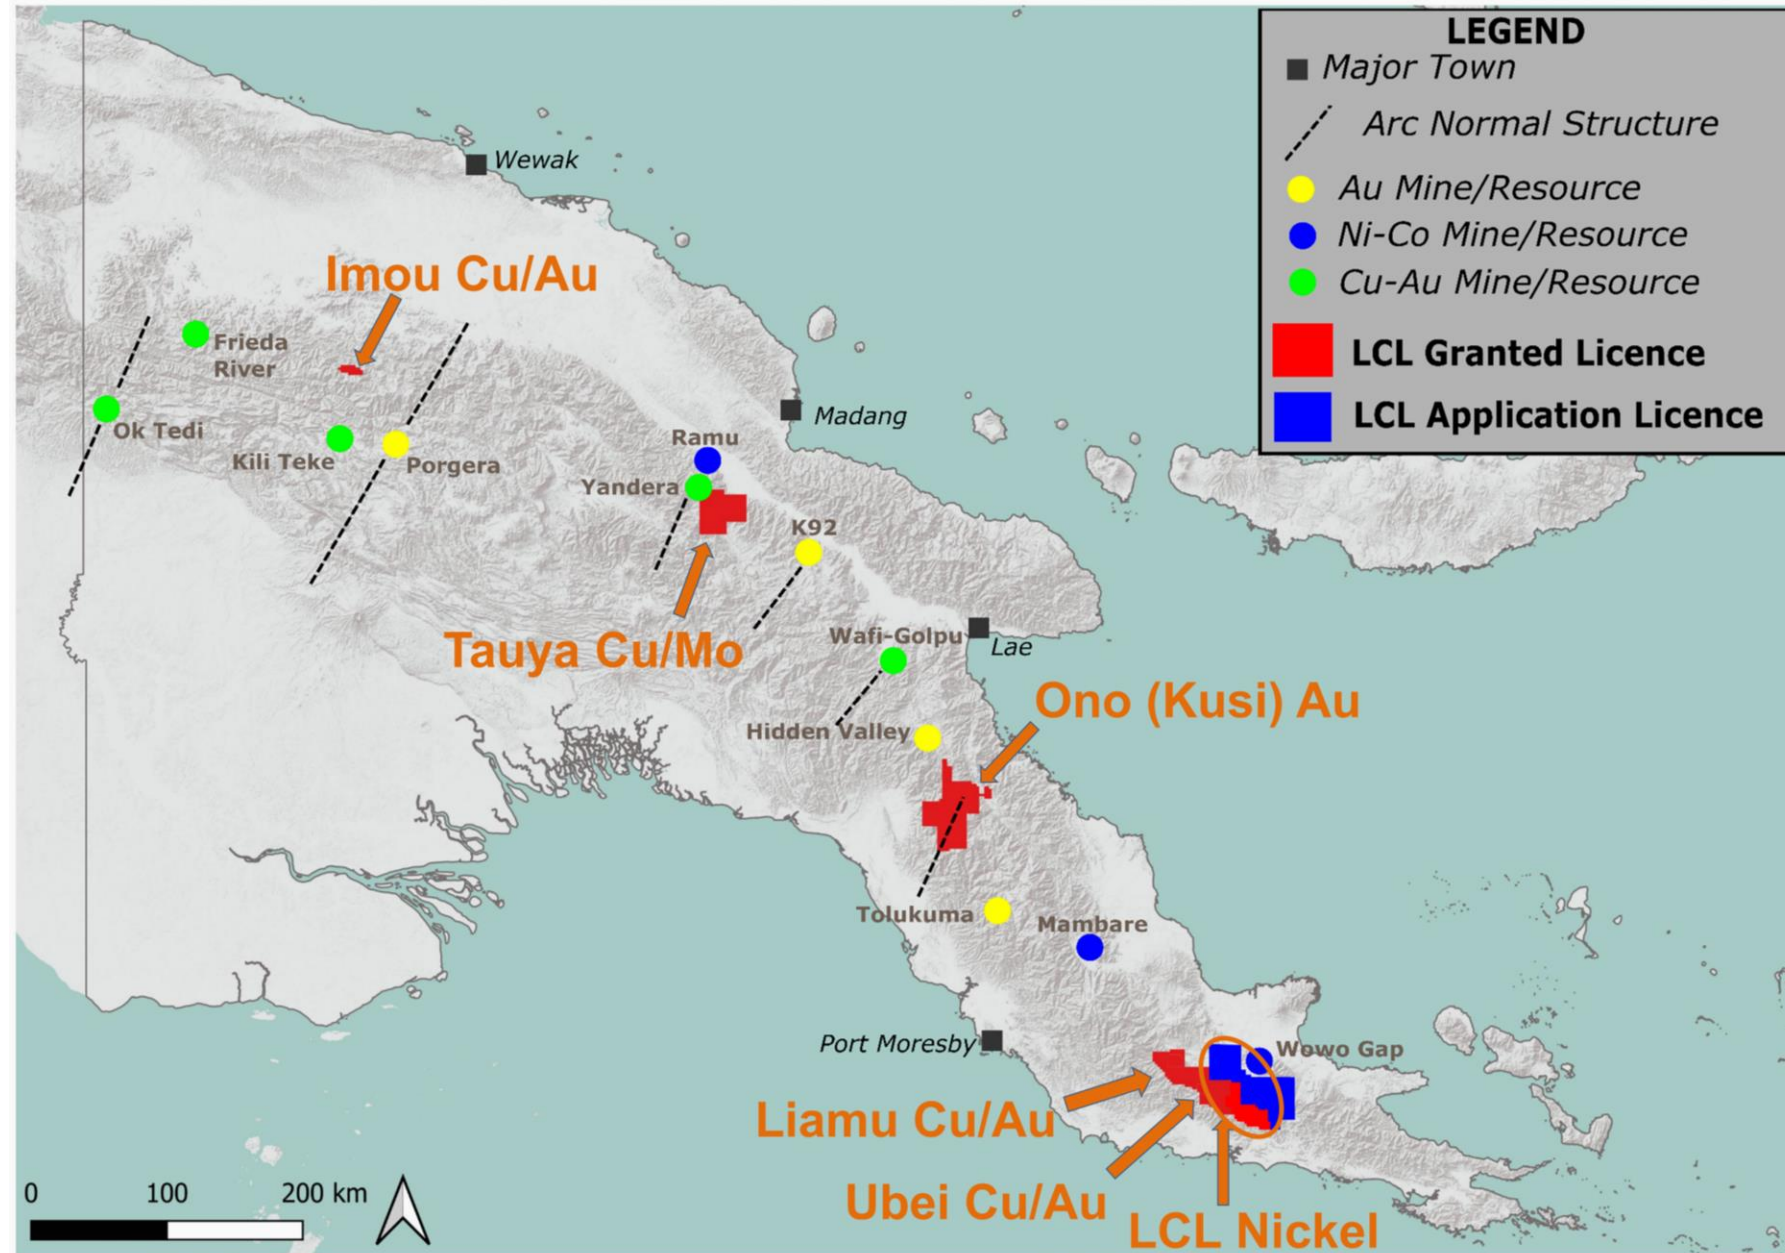 LEGEND
Major Town
Arc Normal Structure
Au Mine/Resource
Ni-Co Mine/Resource
Cu-Au Mine/Resource
LCL Granted Licence
LCL Application Licence
Wewak
Imou Cu/Au
Frieda
River
Ok Tedi
Kili Teke
Porgera
Madang
Ramu
Yandera
K92
Tauya Cu/Mo
Wafi-Golpu
Lae
Ono (Kusi) Au
Hidden Valley
Tolukuma
Mambare
Port Moresby
Wowo Gap
Liamu Cu/Au
Ubei Cu/Au
LCL Nickel
0 100 200 km